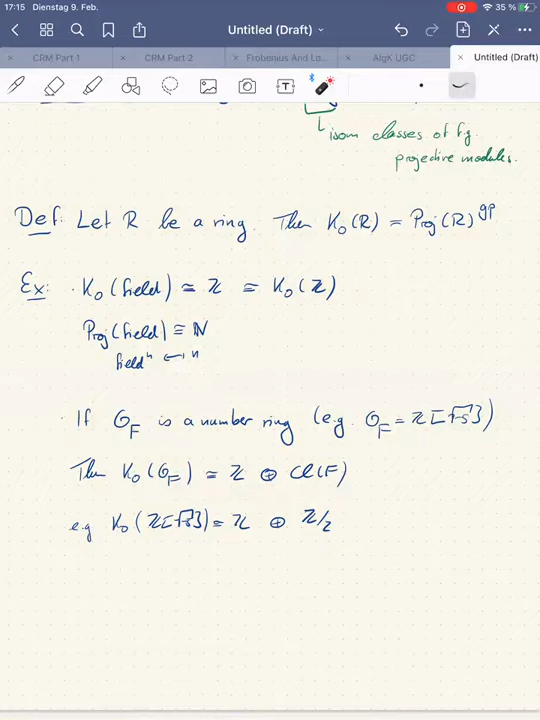 17:15 Dienstag 9. Feb. 35 %
Untitled (Draft)
CRM Part 1 CRM Part 2 Frobenius And La... AlgK UGC Untitled (Draft)
isom classes of f.g.
projective modules.
Def: Let R be a ring. Then K₀(R) = Proj(R)^gp
Ex: · K₀(field) ≃ ℤ ≅ K₀(ℤ)
Proj(field) ≅ ℕ
fieldⁿ ↤ n
· If O_F is a number ring (e.g. O_F = ℤ[√-5])
Then K₀(O_F) ≃ ℤ ⊕ Cl(F)
e.g K₀(ℤ[√-5]) ≃ ℤ ⊕ ℤ/2